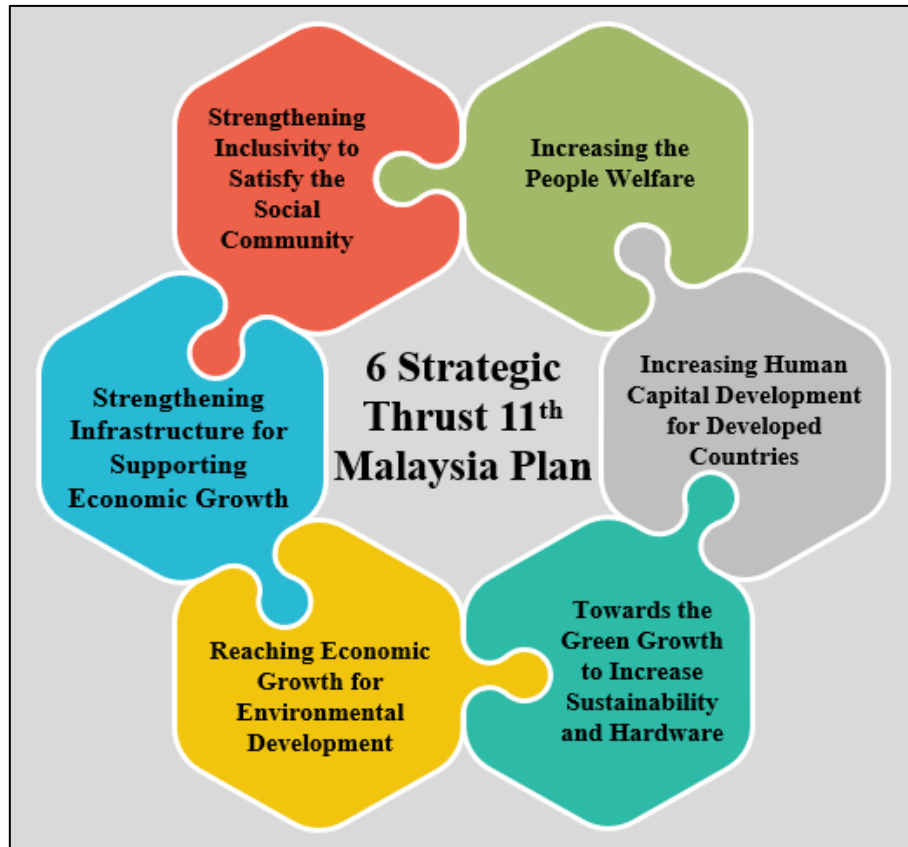 Strengthening
Inclusivity to
Satisfy the
Social
Community
Increasing the
People Welfare
6 Strategic
Thrust 11th
Malaysia Plan
Increasing Human
Capital Development
for Developed
Countries
Strengthening
Infrastructure for
Supporting
Economic Growth
Reaching Economic
Growth for
Environmental
Development
Towards the
Green Growth
to Increase
Sustainability
and Hardware